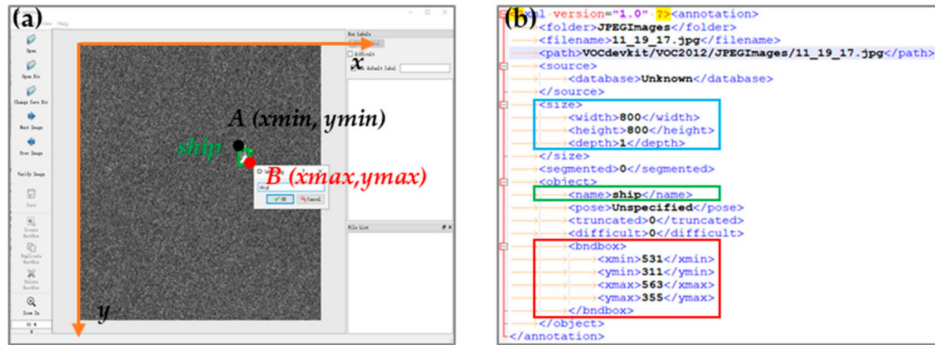 (a)
View Help
Open
Open Dir
Change Save Dir
Next Image
Prev Image
Verify Image
Save
Create
RectBox
Duplicate
RectBox
Delete
RectBox
Zoom In
Box Labels
difficult
default label
File List
x
A (xmin, ymin)
ship
B (xmax,ymax)
OK
Cancel
y
(b)
xml version="1.0" ?><annotation>
<folder>JPEGImages</folder>
<filename>11_19_17.jpg</filename>
<path>VOCdevkit/VOC2012/JPEGImages/11_19_17.jpg</path>
<source>
<database>Unknown</database>
</source>
<size>
<width>800</width>
<height>800</height>
<depth>1</depth>
</size>
<segmented>0</segmented>
<object>
<name>ship</name>
<pose>Unspecified</pose>
<truncated>0</truncated>
<difficult>0</difficult>
<bndbox>
<xmin>531</xmin>
<ymin>311</ymin>
<xmax>563</xmax>
<ymax>355</ymax>
</bndbox>
</object>
</annotation>